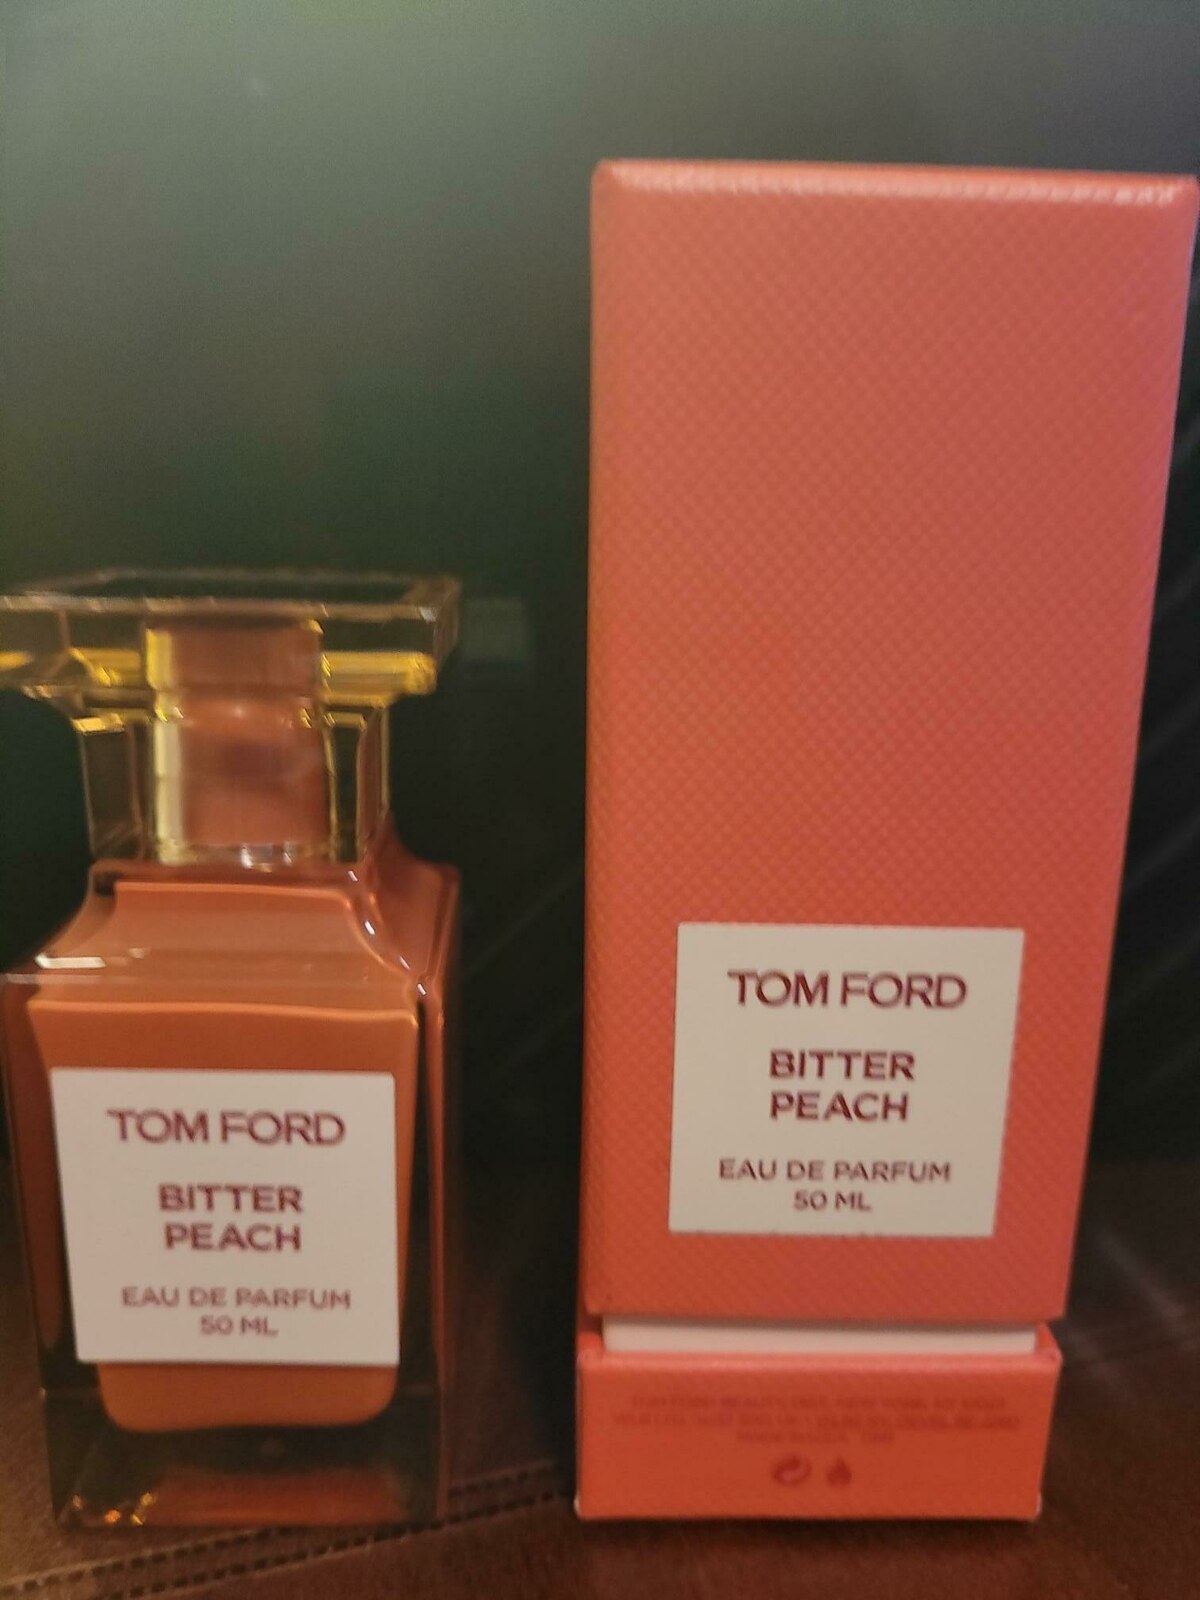 TOM FORD
BITTER
PEACH
EAU DE PARFUM
50 ML
TOM FORD
BITTER
PEACH
EAU DE PARFUM
50 ML